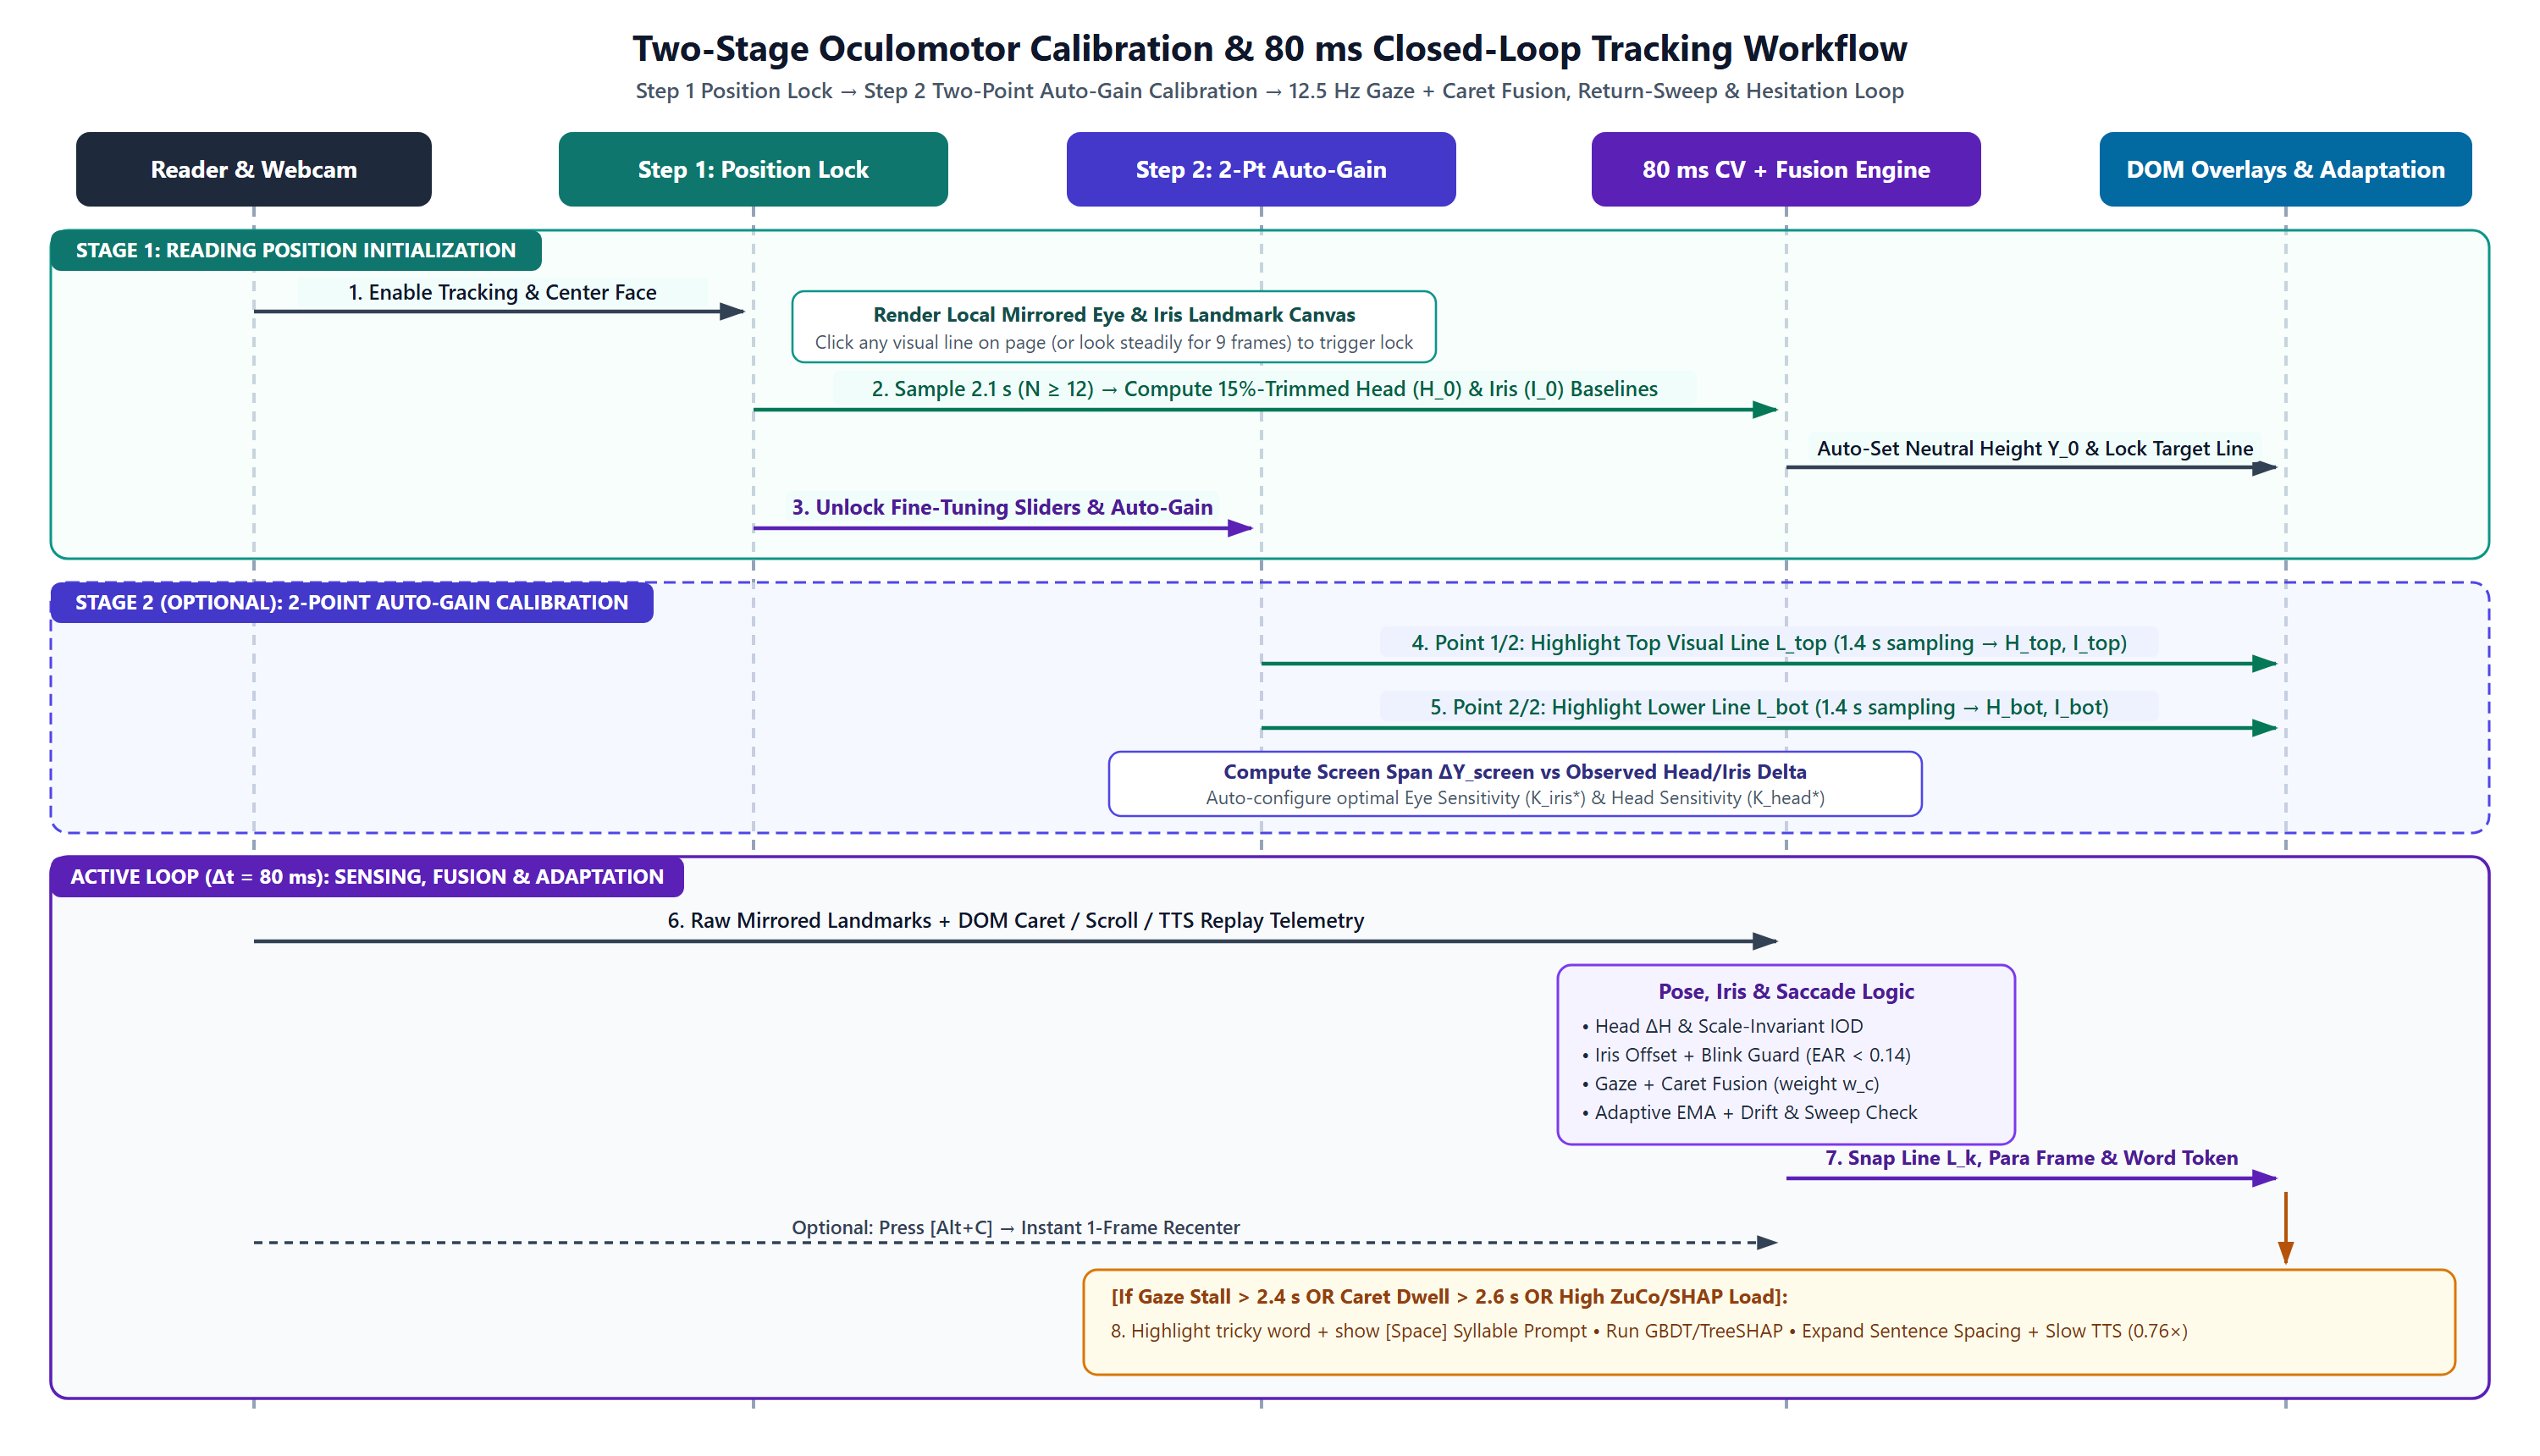 Two-Stage Oculomotor Calibration & 80 ms Closed-Loop Tracking Workflow
Step 1 Position Lock → Step 2 Two-Point Auto-Gain Calibration → 12.5 Hz Gaze + Caret Fusion, Return-Sweep & Hesitation Loop
Reader & Webcam
Step 1: Position Lock
Step 2: 2-Pt Auto-Gain
80 ms CV + Fusion Engine
DOM Overlays & Adaptation
STAGE 1: READING POSITION INITIALIZATION
1. Enable Tracking & Center Face
Render Local Mirrored Eye & Iris Landmark Canvas
Click any visual line on page (or look steadily for 9 frames) to trigger lock
2. Sample 2.1 s (N ≥ 12) → Compute 15%-Trimmed Head (H_0) & Iris (I_0) Baselines
Auto-Set Neutral Height Y_0 & Lock Target Line
3. Unlock Fine-Tuning Sliders & Auto-Gain
STAGE 2 (OPTIONAL): 2-POINT AUTO-GAIN CALIBRATION
4. Point 1/2: Highlight Top Visual Line L_top (1.4 s sampling → H_top, I_top)
5. Point 2/2: Highlight Lower Line L_bot (1.4 s sampling → H_bot, I_bot)
Compute Screen Span ΔY_screen vs Observed Head/Iris Delta
Auto-configure optimal Eye Sensitivity (K_iris*) & Head Sensitivity (K_head*)
ACTIVE LOOP (Δt = 80 ms): SENSING, FUSION & ADAPTATION
6. Raw Mirrored Landmarks + DOM Caret / Scroll / TTS Replay Telemetry
Pose, Iris & Saccade Logic
• Head ΔH & Scale-Invariant IOD
• Iris Offset + Blink Guard (EAR < 0.14)
• Gaze + Caret Fusion (weight w_c)
• Adaptive EMA + Drift & Sweep Check
7. Snap Line L_k, Para Frame & Word Token
Optional: Press [Alt+C] → Instant 1-Frame Recenter
[If Gaze Stall > 2.4 s OR Caret Dwell > 2.6 s OR High ZuCo/SHAP Load]:
8. Highlight tricky word + show [Space] Syllable Prompt • Run GBDT/TreeSHAP • Expand Sentence Spacing + Slow TTS (0.76×)